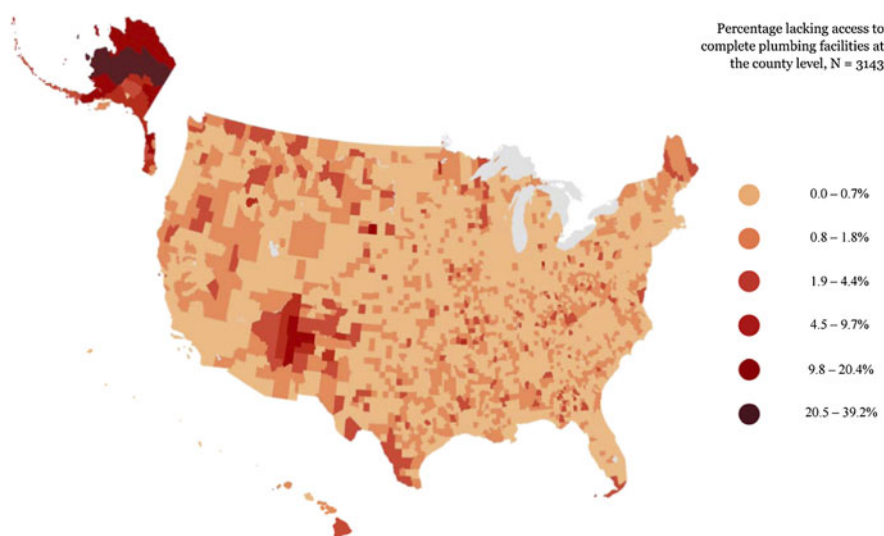 Percentage lacking access to
complete plumbing facilities at
the county level, N = 3143
0.0 – 0.7%
0.8 – 1.8%
1.9 – 4.4%
4.5 – 9.7%
9.8 – 20.4%
20.5 – 39.2%